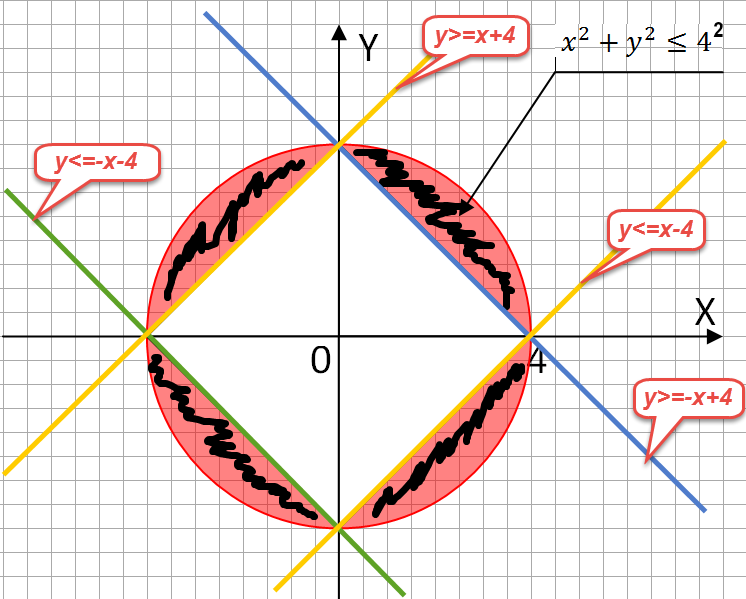 y>=x+4
x² + y² ≤ 4²
Y
y<=-x-4
y<=x-4
X
0
4
y>=-x+4